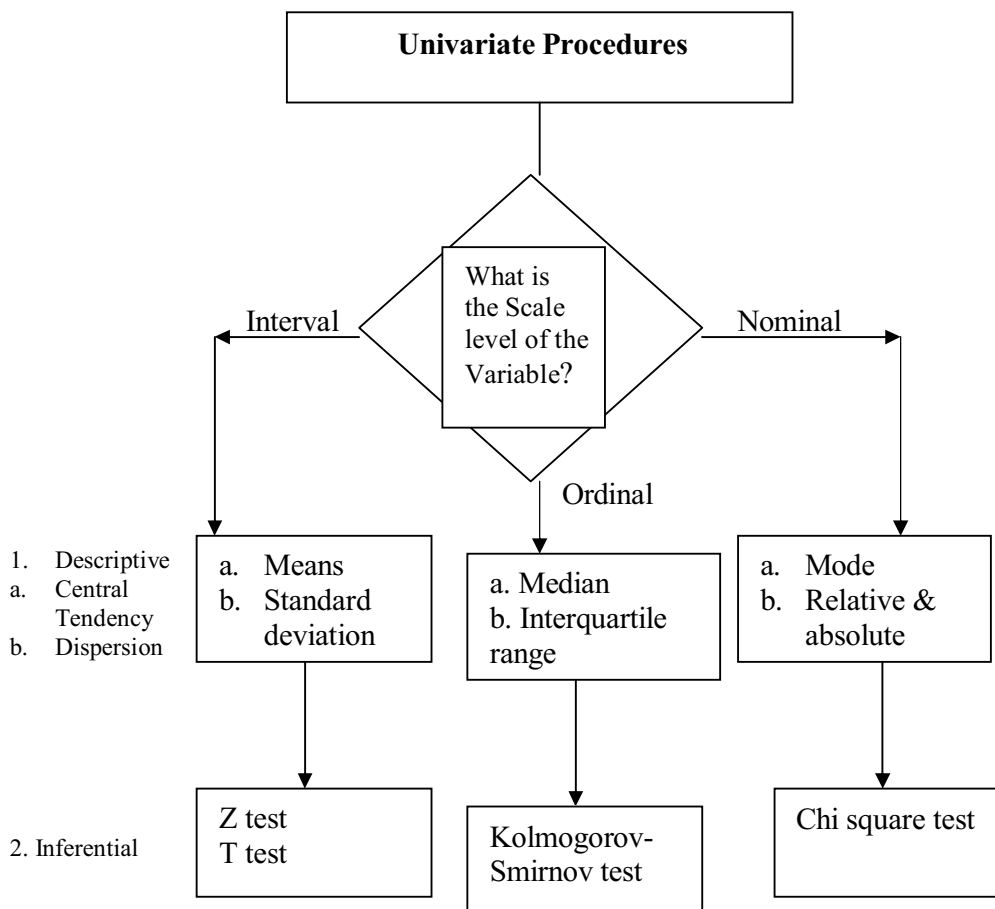 Univariate Procedures
What is
the Scale
level of the
Variable?
Interval
Nominal
Ordinal
1. Descriptive
a. Central
Tendency
b. Dispersion
a. Means
b. Standard
deviation
a. Median
b. Interquartile
range
a. Mode
b. Relative &
absolute
2. Inferential
Z test
T test
Kolmogorov-
Smirnov test
Chi square test